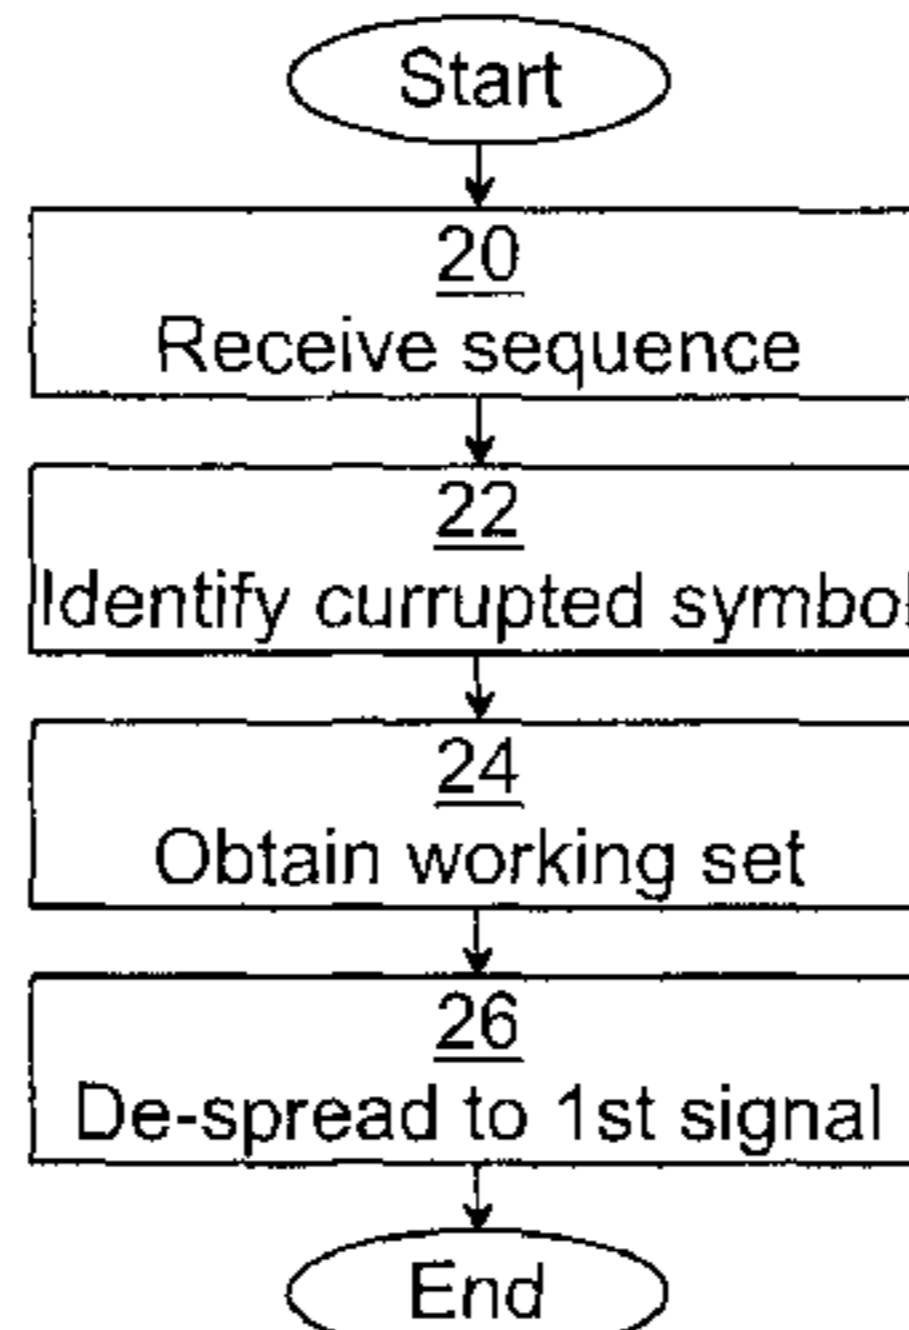 Start
20
Receive sequence
22
Identify currupted symbol
24
Obtain working set
26
De-spread to 1st signal
End